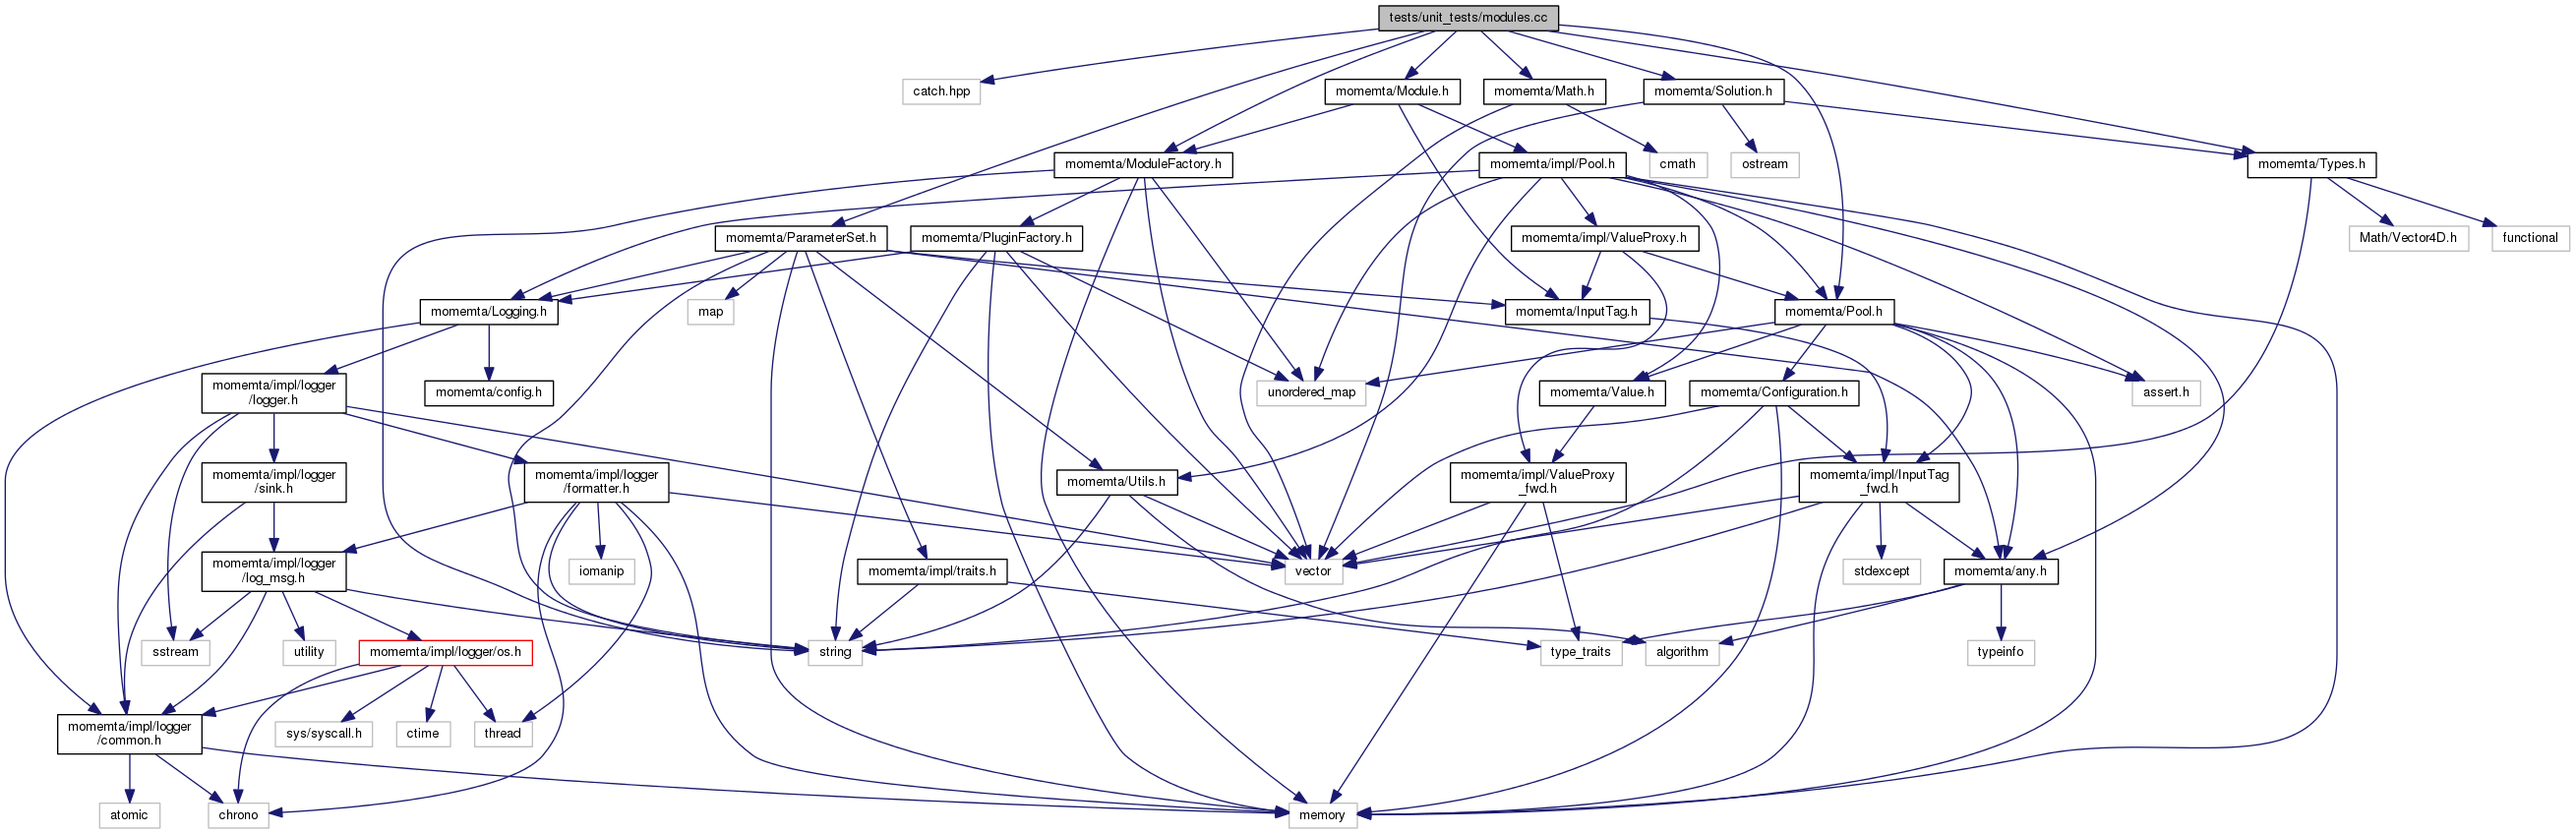 tests/unit_tests/modules.cc
catch.hpp
momemta/Module.h
momemta/Math.h
momemta/Solution.h
momemta/ModuleFactory.h
momemta/impl/Pool.h
cmath
ostream
momemta/Types.h
momemta/ParameterSet.h
momemta/PluginFactory.h
momemta/impl/ValueProxy.h
Math/Vector4D.h
functional
momemta/Logging.h
map
momemta/InputTag.h
momemta/Pool.h
momemta/impl/logger
/logger.h
momemta/config.h
unordered_map
momemta/Value.h
momemta/Configuration.h
assert.h
momemta/impl/logger
/sink.h
momemta/impl/logger
/formatter.h
momemta/Utils.h
momemta/impl/ValueProxy
_fwd.h
momemta/impl/InputTag
_fwd.h
momemta/impl/logger
/log_msg.h
iomanip
momemta/impl/traits.h
vector
stdexcept
momemta/any.h
sstream
utility
momemta/impl/logger/os.h
string
type_traits
algorithm
typeinfo
momemta/impl/logger
/common.h
sys/syscall.h
ctime
thread
atomic
chrono
memory